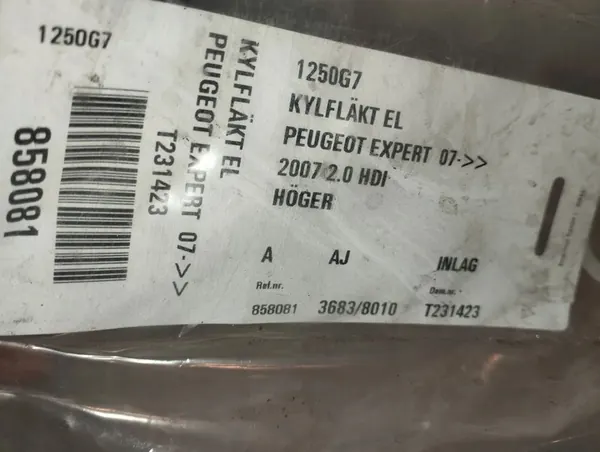 1250G7
858081
T231423
PEUGEOT EXPERT 07->>
KYLFLÄKT EL
1250G7
KYLFLÄKT EL
PEUGEOT EXPERT 07->>
2007 2.0 HDI
HÖGER
A AJ INLAG
Ref.nr. Dem.nr.
858081 3683/8010 T231423